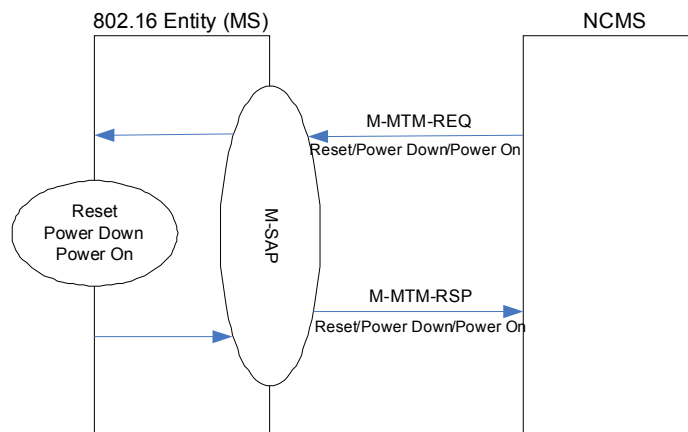 802.16 Entity (MS)
NCMS
M-MTM-REQ
Reset/Power Down/Power On
Reset
Power Down
Power On
M-SAP
M-MTM-RSP
Reset/Power Down/Power On